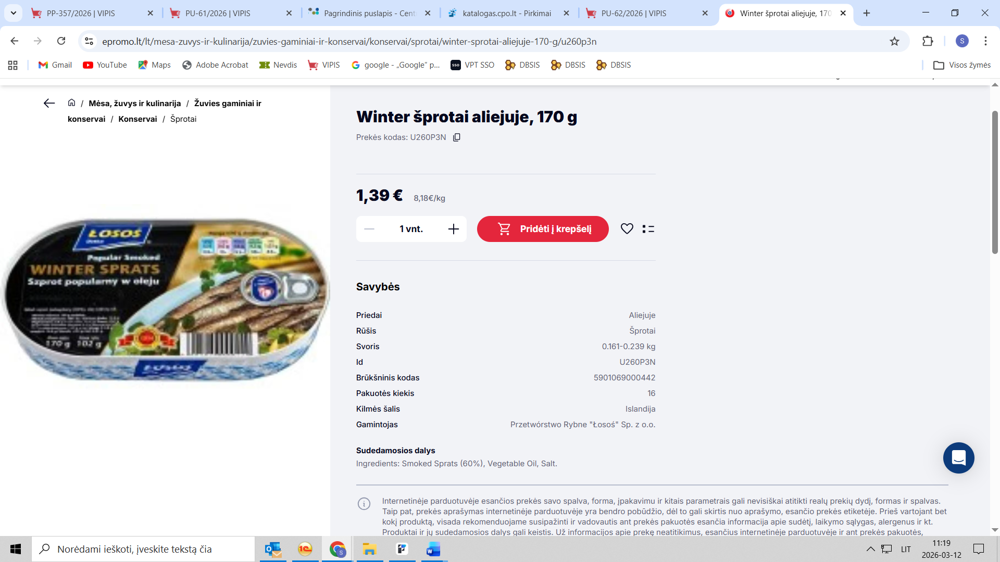 PP-357/2026 | VIPIS
PU-61/2026 | VIPIS
Pagrindinis puslapis - Cent
katalogas.cpo.lt - Pirkimai
PU-62/2026 | VIPIS
Winter šprotai aliejuje, 170
epromo.lt/lt/mesa-zuvys-ir-kulinarija/zuvies-gaminiai-ir-konservai/konservai/sprotai/winter-sprotai-aliejuje-170-g/u260p3n
S
Gmail
YouTube
Maps
Adobe Acrobat
Nevdis
VIPIS
google - „Google“ p...
sso VPT SSO
DBSIS
DBSIS
DBSIS
Visos žymės
/ Mėsa, žuvys ir kulinarija / Žuvies gaminiai ir
konservai / Konservai / Šprotai
ŁOSOŚ
Popular Smoked
WINTER SPRATS
Szprot popularny w oleju
170 g 102 g
ŁOSOŚ
Winter šprotai aliejuje, 170 g
Prekės kodas: U260P3N
1,39 € 8,18€/kg
1 vnt.
Pridėti į krepšelį
Savybės
Priedai Aliejuje
Rūšis Šprotai
Svoris 0.161-0.239 kg
Id U260P3N
Brūkšninis kodas 5901069000442
Pakuotės kiekis 16
Kilmės šalis Islandija
Gamintojas Przetwórstwo Rybne "Łosoś" Sp. z o.o.
Sudedamosios dalys
Ingredients: Smoked Sprats (60%), Vegetable Oil, Salt.
Internetinėje parduotuvėje esančios prekės savo spalva, forma, įpakavimu ir kitais parametrais gali nevisiškai atitikti realų prekių dydį, formas ir spalvas.
Taip pat, prekės aprašymas internetinėje parduotuvėje yra bendro pobūdžio, dėl to gali skirtis nuo aprašymo, esančio prekės etiketėje. Prieš vartojant bet
kokį produktą, visada rekomenduojame susipažinti ir vadovautis ant prekės pakuotės esančia informacija apie sudėtį, laikymo sąlygas, alergenus ir kt.
Produktai ir jų sudedamosios dalys gali keistis. Už informacijos apie prekę neatitikimus, esančius internetinėje parduotuvėje ir ant prekės pakuotės,
Norėdami ieškoti, įveskite tekstą čia
LIT
11:19
2026-03-12